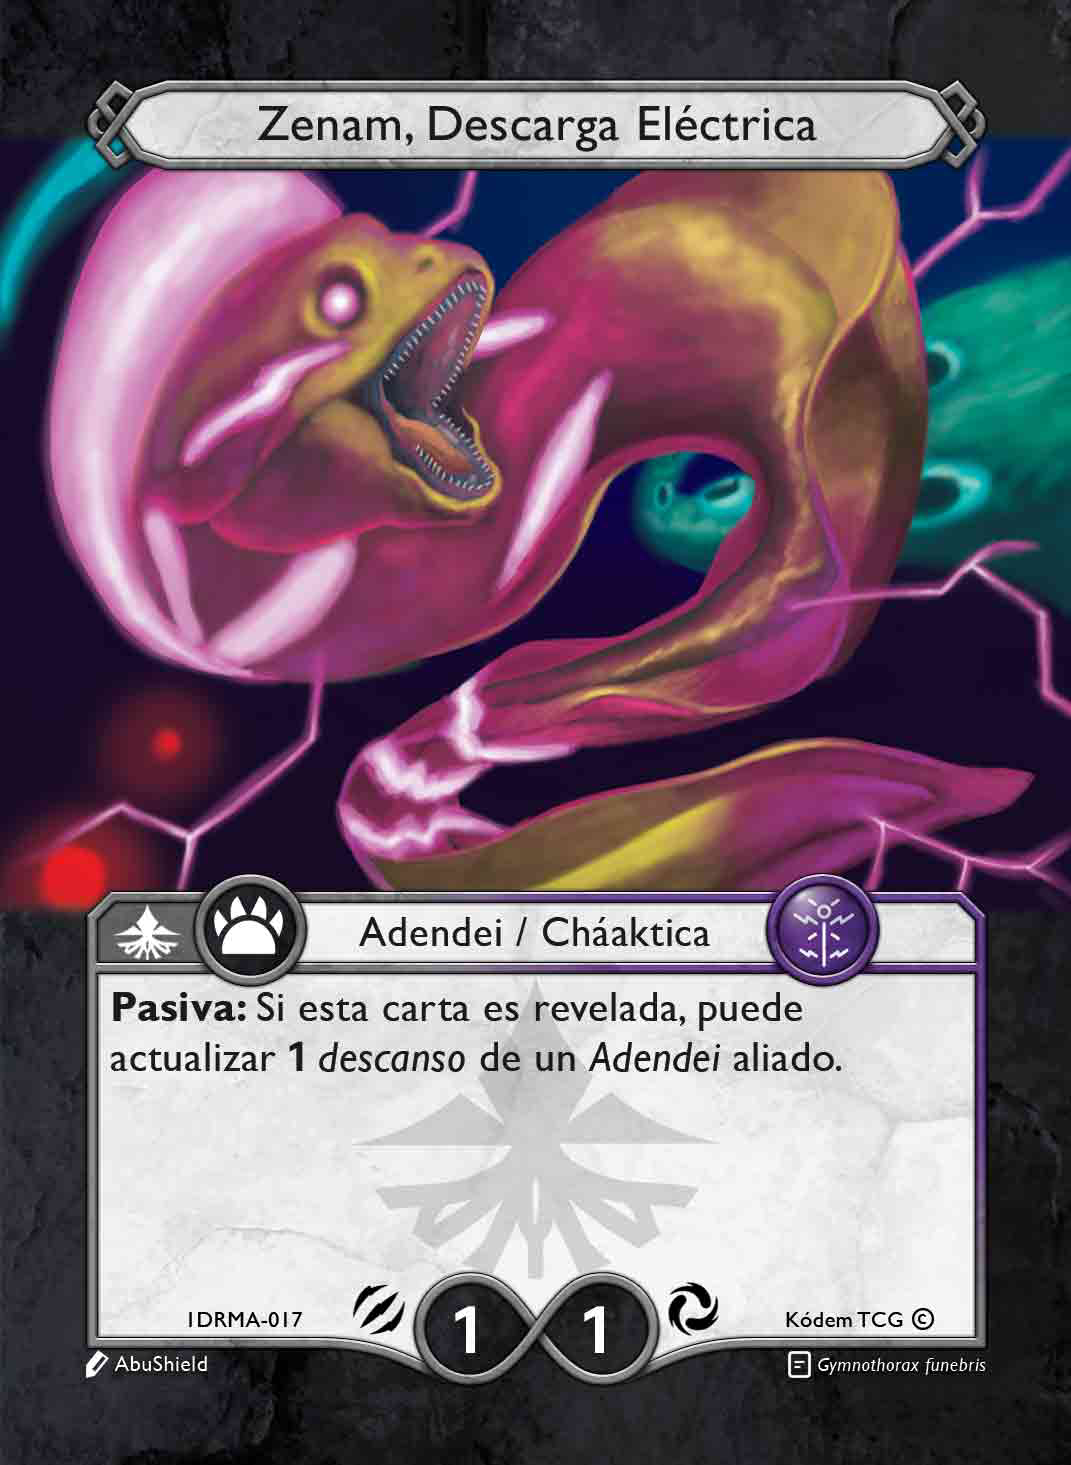 Zenam, Descarga Eléctrica
Adendei / Cháaktica
Pasiva: Si esta carta es revelada, puede
actualizar 1 descanso de un Adendei aliado.
1DRMA-017
1 1
Kódem TCG ©
AbuShield
Gymnothorax funebris